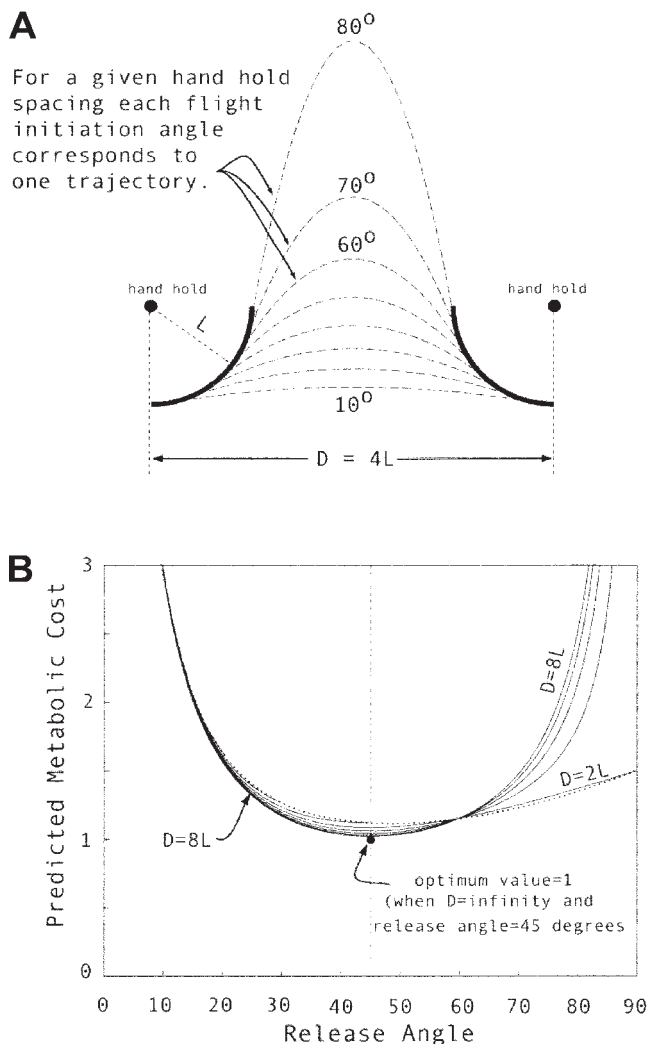 A
For a given hand hold
spacing each flight
initiation angle
corresponds to
one trajectory.
80°
70°
60°
hand hold
hand hold
L
10°
D = 4L
B
Predicted Metabolic Cost
3
2
1
0
D=8L
D=8L
D=2L
optimum value=1
(when D=infinity and
release angle=45 degrees
0 10 20 30 40 50 60 70 80 90
Release Angle